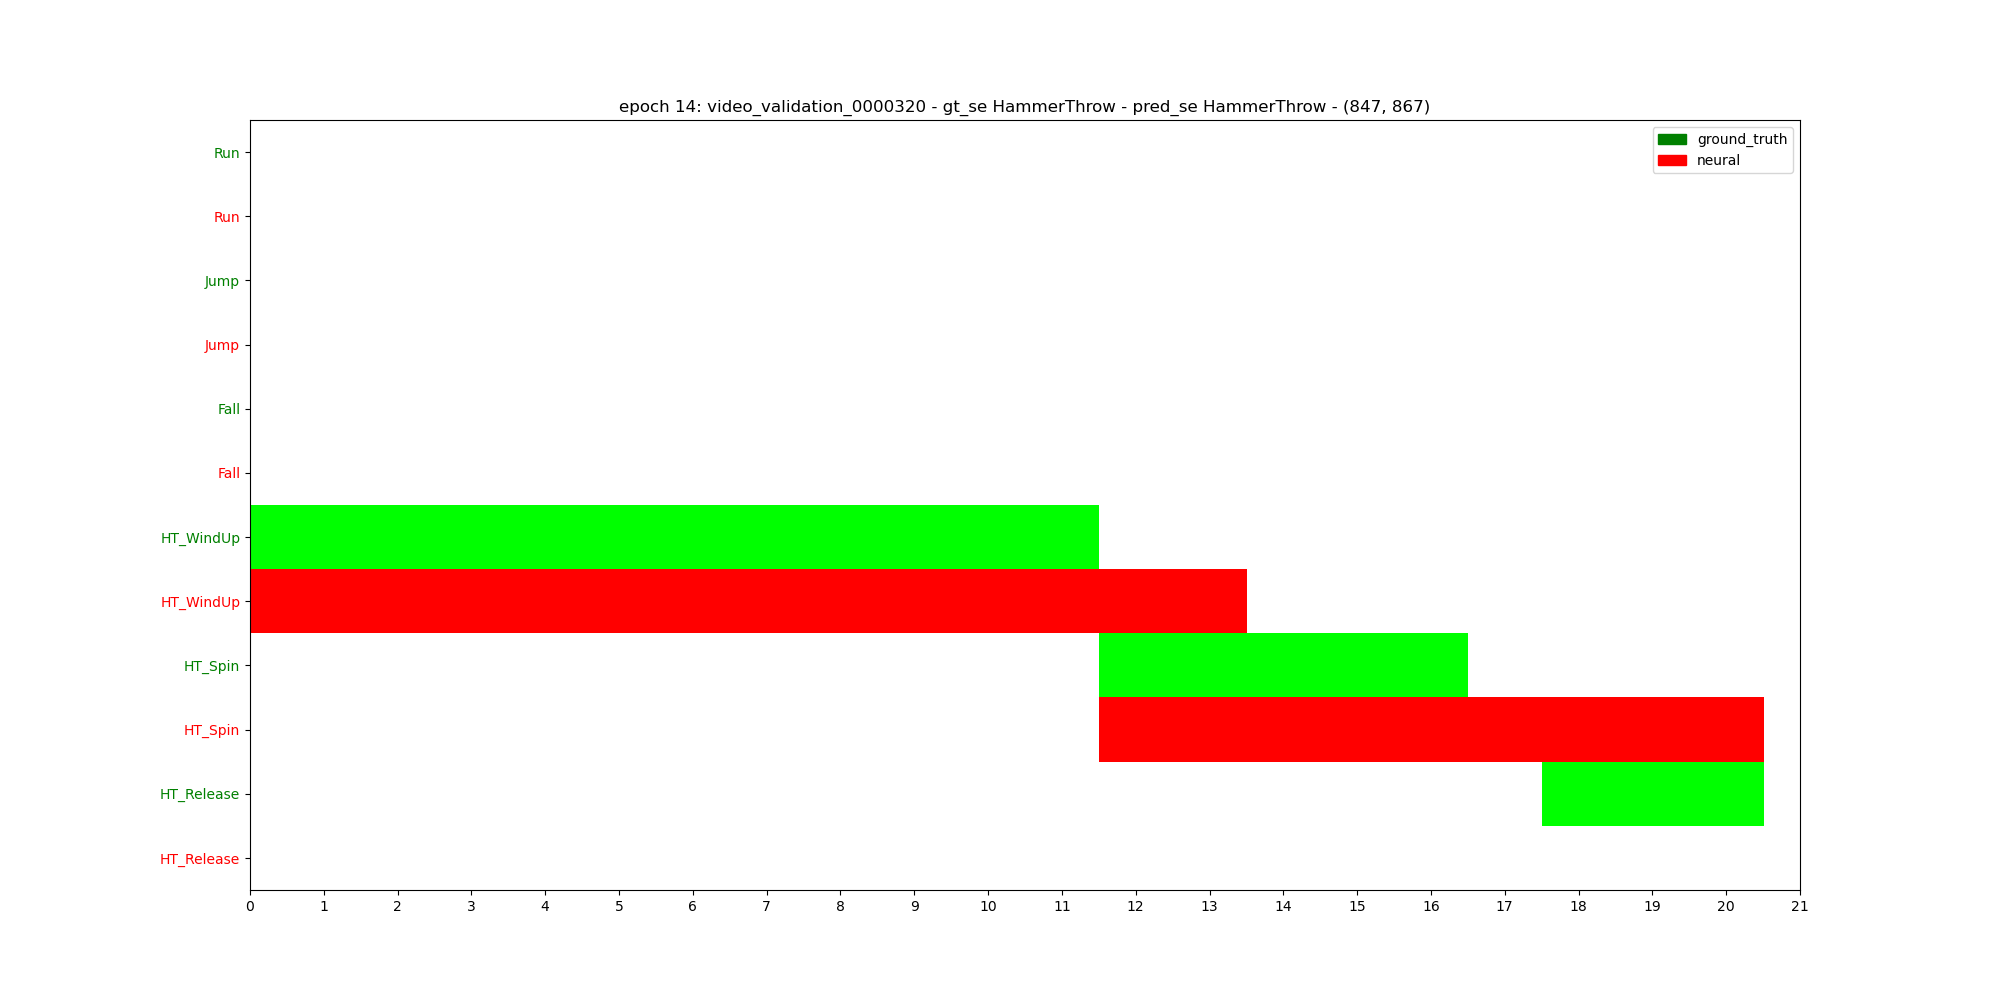 epoch 14: video_validation_0000320 - gt_se HammerThrow - pred_se HammerThrow - (847, 867)
ground_truth
neural
Run
Run
Jump
Jump
Fall
Fall
HT_WindUp
HT_WindUp
HT_Spin
HT_Spin
HT_Release
HT_Release
0 1 2 3 4 5 6 7 8 9 10 11 12 13 14 15 16 17 18 19 20 21